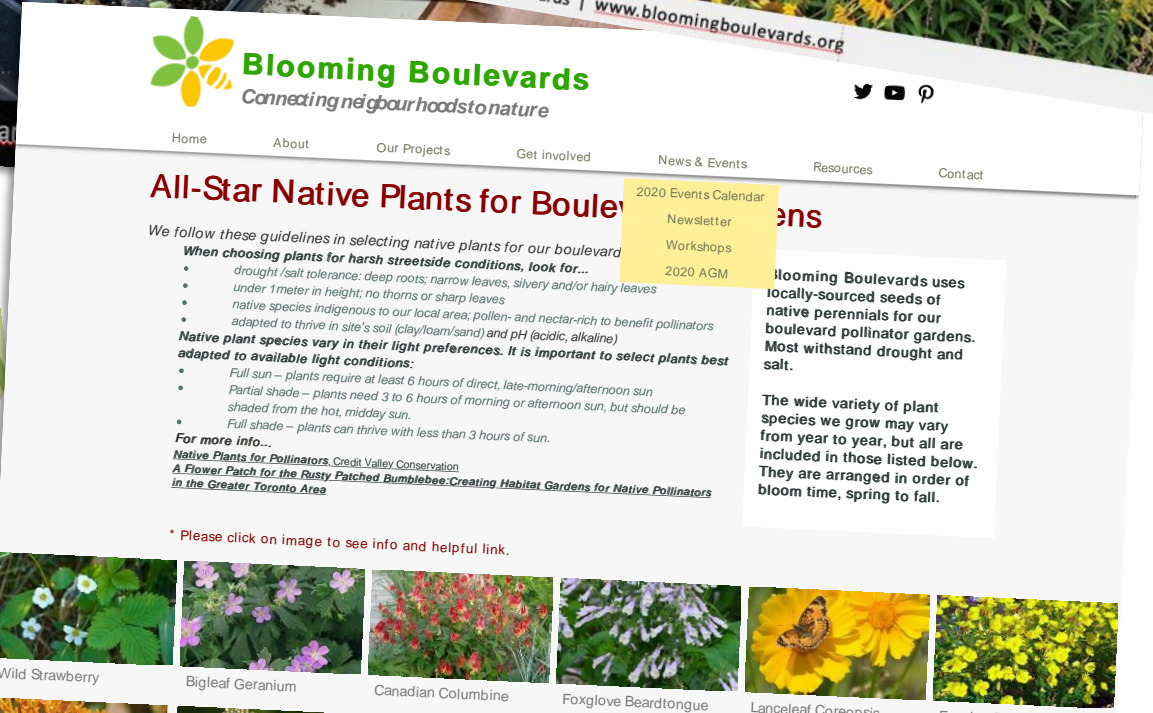 www.bloomingboulevards.org
Blooming Boulevards
Connecting neigbourhoods to nature
Home
About
Our Projects
Get involved
News & Events
Resources
Contact
2020 Events Calendar
Newsletter
Workshops
2020 AGM
All-Star Native Plants for
We follow these guidelines in selecting native plants for our boulevard
When choosing plants for harsh streetside conditions, look for...
• drought /salt tolerance: deep roots; narrow leaves, silvery and/or hairy leaves
• under 1meter in height; no thorns or sharp leaves
• native species indigenous to our local area; pollen- and nectar-rich to benefit pollinators
• adapted to thrive in site's soil (clay/loam/sand) and pH (acidic, alkaline)
Native plant species vary in their light preferences. It is important to select plants best
adapted to available light conditions:
• Full sun – plants require at least 6 hours of direct, late-morning/afternoon sun
• Partial shade – plants need 3 to 6 hours of morning or afternoon sun, but should be
shaded from the hot, midday sun.
• Full shade – plants can thrive with less than 3 hours of sun.
For more info...
Native Plants for Pollinators, Credit Valley Conservation
A Flower Patch for the Rusty Patched Bumblebee:Creating Habitat Gardens for Native Pollinators
in the Greater Toronto Area
Blooming Boulevards uses
locally-sourced seeds of
native perennials for our
boulevard pollinator gardens.
Most withstand drought and
salt.
The wide variety of plant
species we grow may vary
from year to year, but all are
included in those listed below.
They are arranged in order of
bloom time, spring to fall.
* Please click on image to see info and helpful link.
Wild Strawberry
Bigleaf Geranium
Canadian Columbine
Foxglove Beardtongue
Lanceleaf Coreopsis